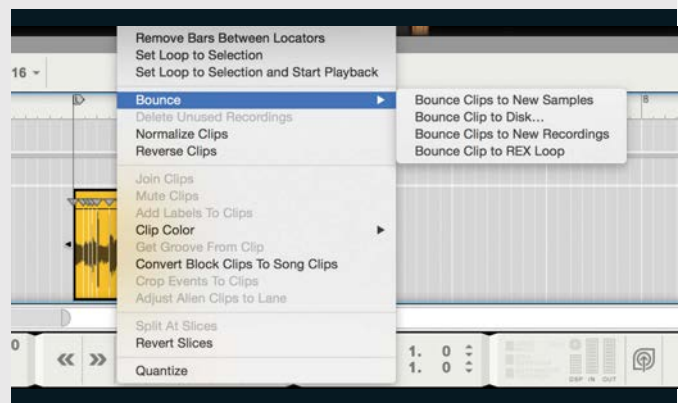 Remove Bars Between Locators
Set Loop to Selection
16 Set Loop to Selection and Start Playback
Bounce
Bounce Clips to New Samples
8
Delete Unused Recordings
Bounce Clip to Disk...
Normalize Clips
Bounce Clips to New Recordings
Reverse Clips
Bounce Clip to REX Loop
Join Clips
Mute Clips
Add Labels To Clips
Clip Color
Get Groove From Clip
Convert Block Clips To Song Clips
Crop Events To Clips
Adjust Alien Clips to Lane
Split At Slices
Revert Slices
Quantize
0
1. 0
1. 0
DSP IN OUT